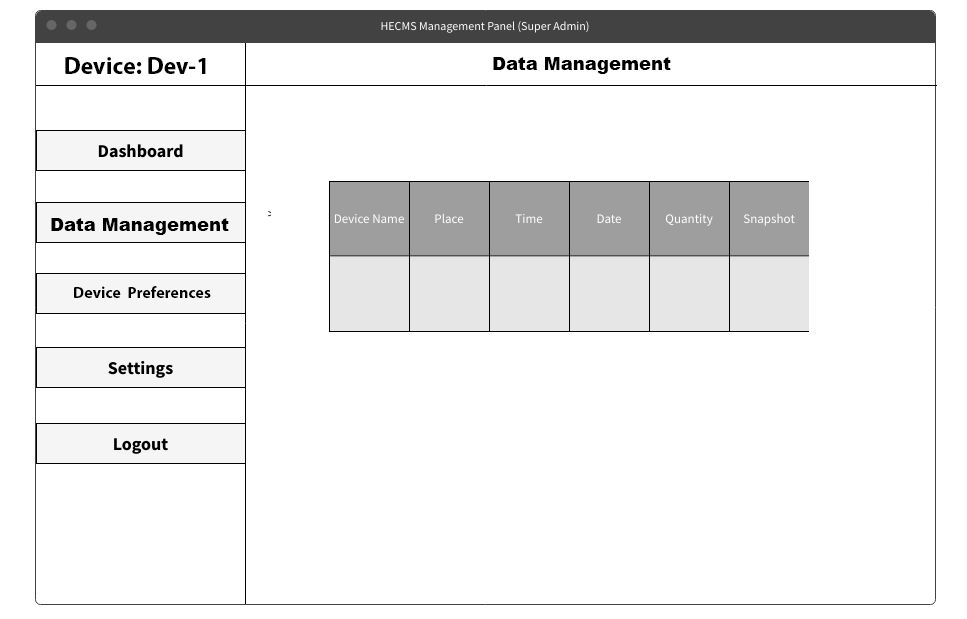 HECMS Management Panel (Super Admin)
Device: Dev-1
Data Management
Dashboard
Data Management
Device Preferences
Settings
Logout
Device Name Place Time Date Quantity Snapshot